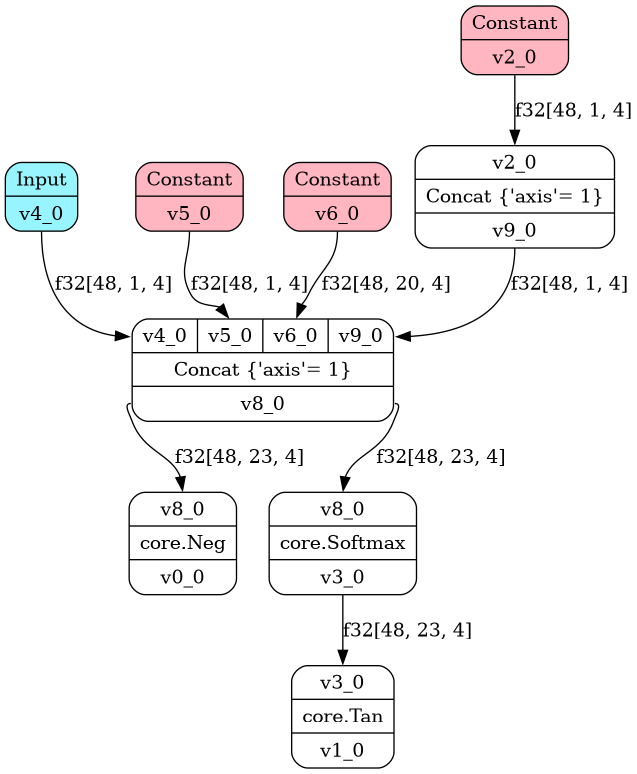 Constant
v2_0
f32[48, 1, 4]
v2_0
Concat {'axis'= 1}
v9_0
Input
v4_0
Constant
v5_0
Constant
v6_0
f32[48, 1, 4]
f32[48, 1, 4]
f32[48, 20, 4]
f32[48, 1, 4]
v4_0 v5_0 v6_0 v9_0
Concat {'axis'= 1}
v8_0
f32[48, 23, 4]
f32[48, 23, 4]
v8_0
core.Neg
v0_0
v8_0
core.Softmax
v3_0
f32[48, 23, 4]
v3_0
core.Tan
v1_0